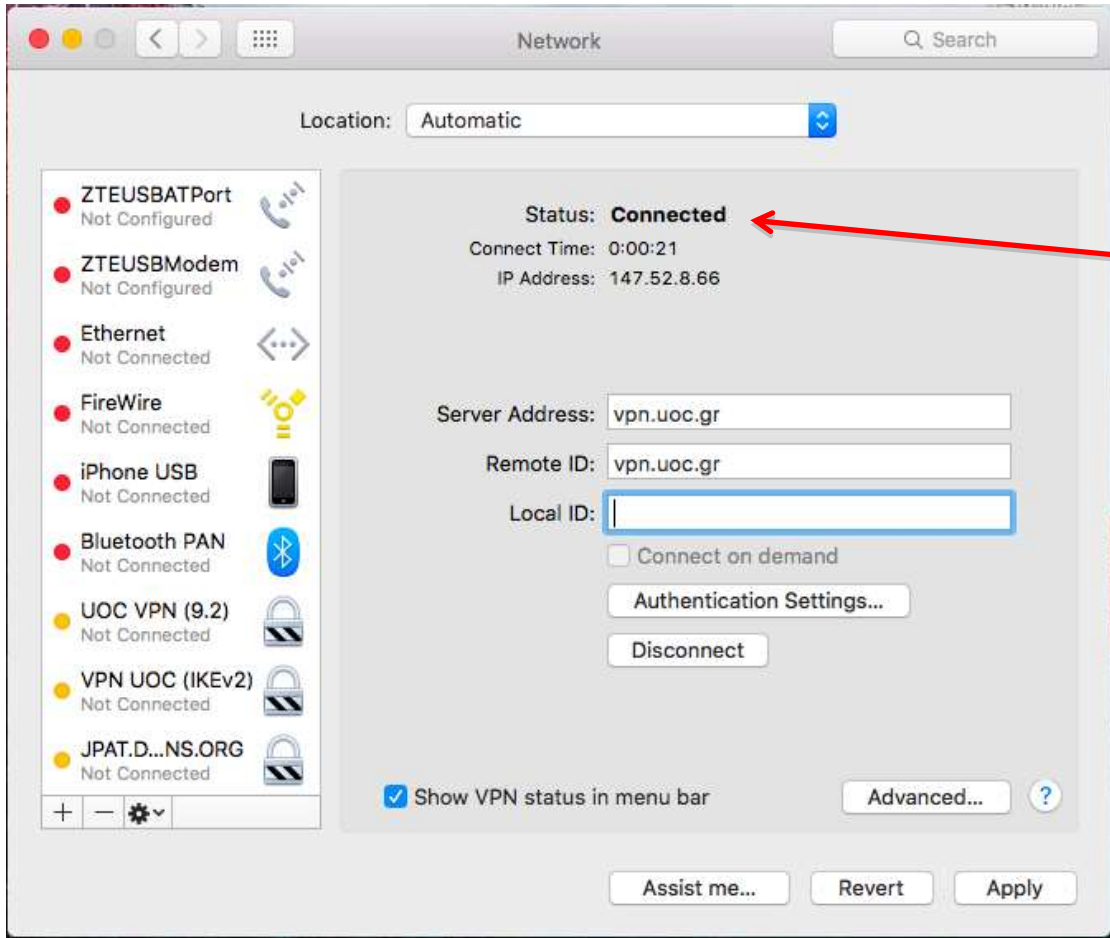 Network
Search
Location: Automatic
ZTEUSBATPort
Not Configured
ZTEUSBModem
Not Configured
Ethernet
Not Connected
FireWire
Not Connected
iPhone USB
Not Connected
Bluetooth PAN
Not Connected
UOC VPN (9.2)
Not Connected
VPN UOC (IKEv2)
Not Connected
JPAT.D...NS.ORG
Not Connected
Status: Connected
Connect Time: 0:00:21
IP Address: 147.52.8.66
Server Address: vpn.uoc.gr
Remote ID: vpn.uoc.gr
Local ID:
Connect on demand
Authentication Settings...
Disconnect
Show VPN status in menu bar
Advanced... ?
Assist me... Revert Apply